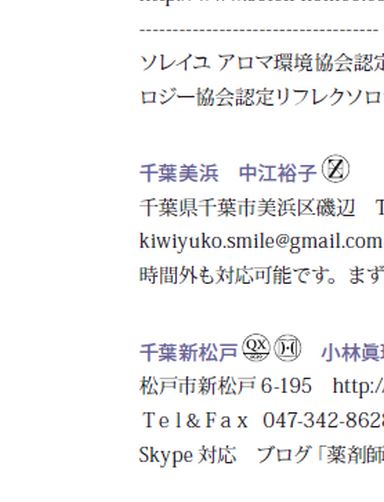 ソレイユ アロマ環境協会認定
ロジー協会認定リフレクソロ
千葉美浜 中江裕子 Z
千葉県千葉市美浜区磯辺 T
kiwiyuko.smile@gmail.com
時間外も対応可能です。まず
千葉新松戸 QX 小林眞
松戸市新松戸 6-195 http:/
Tel&Fax 047-342-862
Skype 対応 ブログ「薬剤師